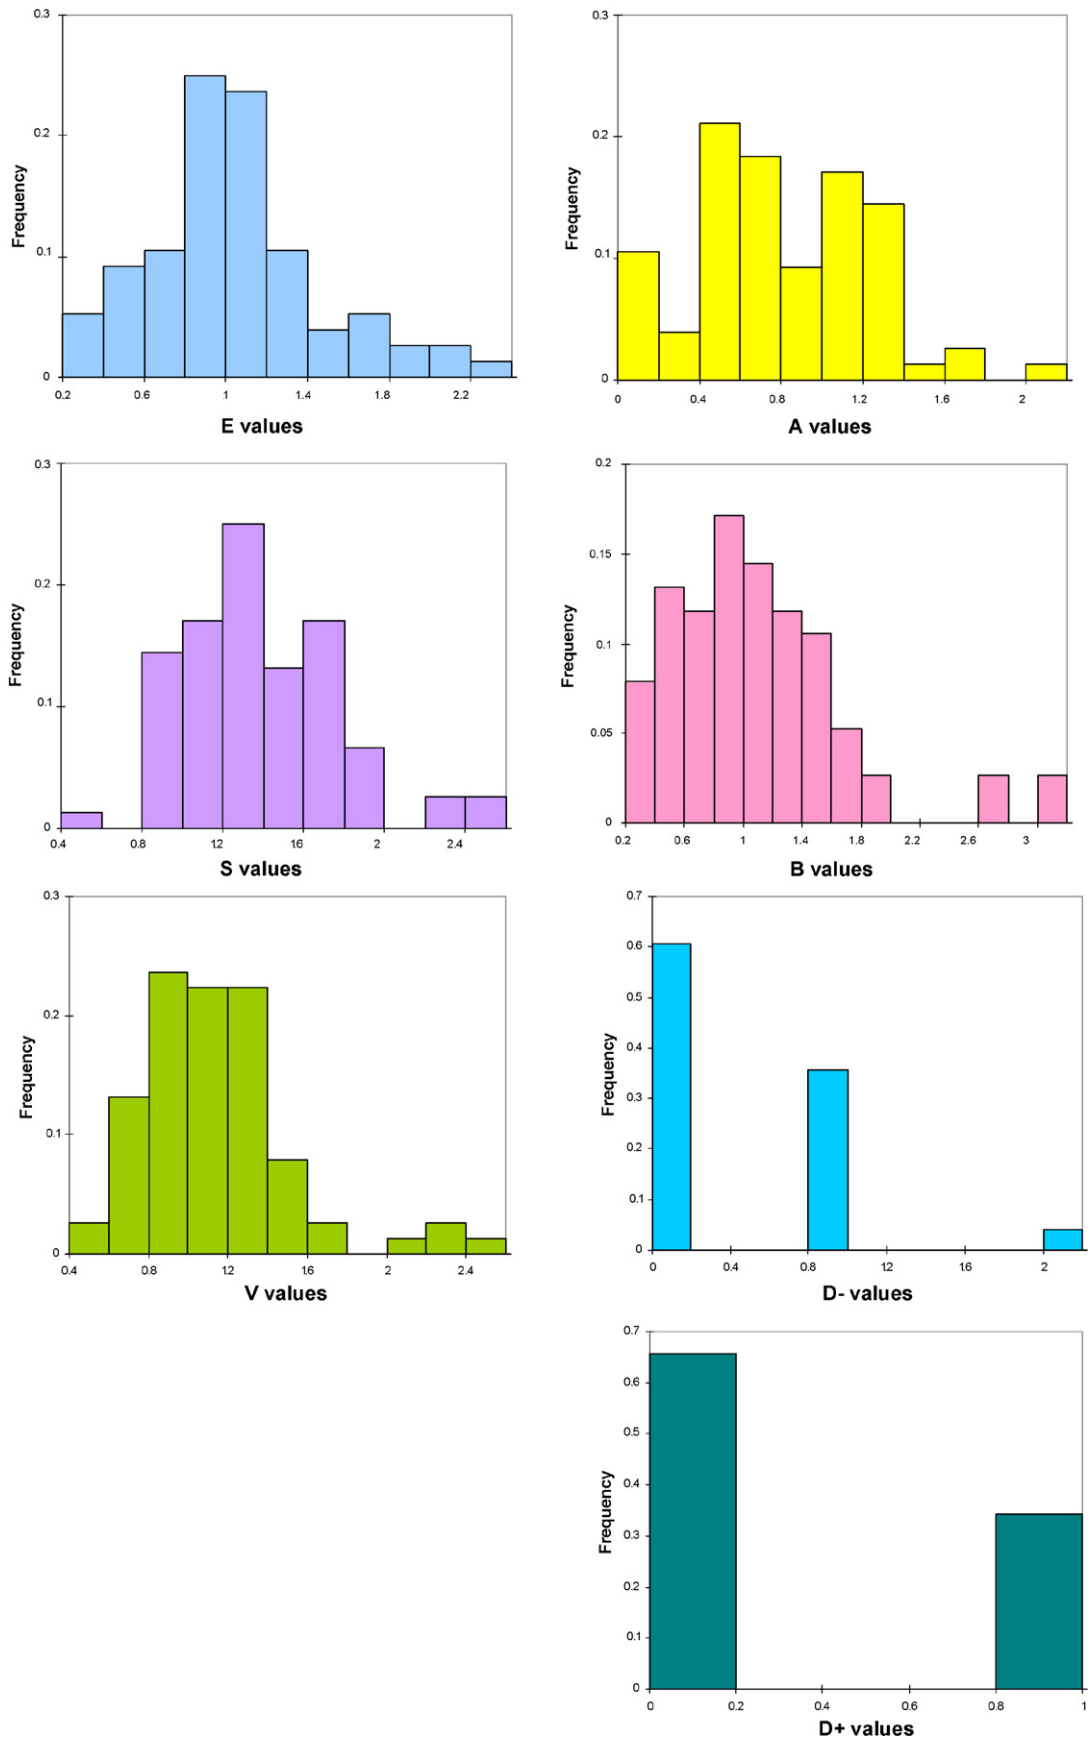 0.3
0.2
0.1
0
Frequency
0.2 0.6 1 1.4 1.8 2.2
E values
0.3
0.2
0.1
0
Frequency
0 0.4 0.8 1.2 1.6 2
A values
0.3
0.2
0.1
0
Frequency
0.4 0.8 12 16 2 2.4
S values
0.2
0.15
0.1
0.05
0
Frequency
0.2 0.6 1 1.4 1.8 2.2 2.6 3
B values
0.3
0.2
0.1
0
Frequency
0.4 0.8 12 1.6 2 2.4
V values
0.7
0.6
0.5
0.4
0.3
0.2
0.1
0
Frequency
0 0.4 0.8 12 16 2
D- values
0.7
0.6
0.5
0.4
0.3
0.2
0.1
0
Frequency
0 0.2 0.4 0.6 0.8 1
D+ values